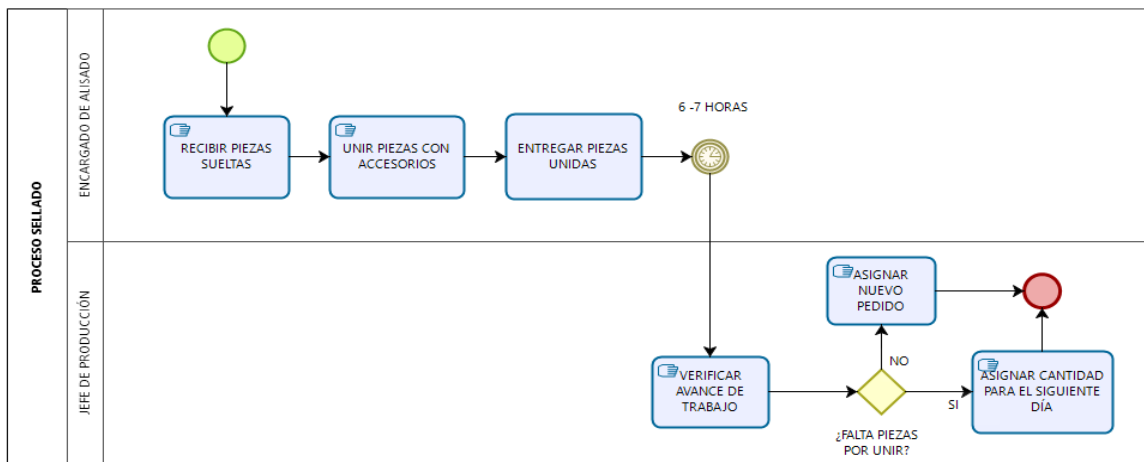 PROCESO SELLADO
ENCARGADO DE ALISADO
RECIBIR PIEZAS
SUELTAS
UNIR PIEZAS CON
ACCESORIOS
ENTREGAR PIEZAS
UNIDAS
6 -7 HORAS
JEFE DE PRODUCCIÓN
VERIFICAR
AVANCE DE
TRABAJO
¿FALTA PIEZAS
POR UNIR?
NO
ASIGNAR
NUEVO
PEDIDO
SI
ASIGNAR CANTIDAD
PARA EL SIGUIENTE
DÍA